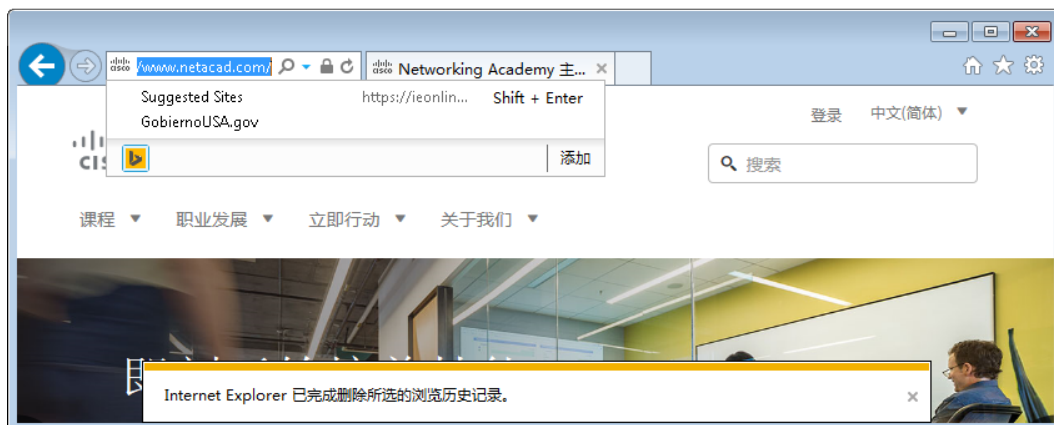 /www.netacad.com/ Networking Academy 主...
Suggested Sites https://ieonlin... Shift + Enter
GobiernoUSA.gov
添加
登录 中文(简体)
搜索
课程 职业发展 立即行动 关于我们
Internet Explorer 已完成删除所选的浏览历史记录。